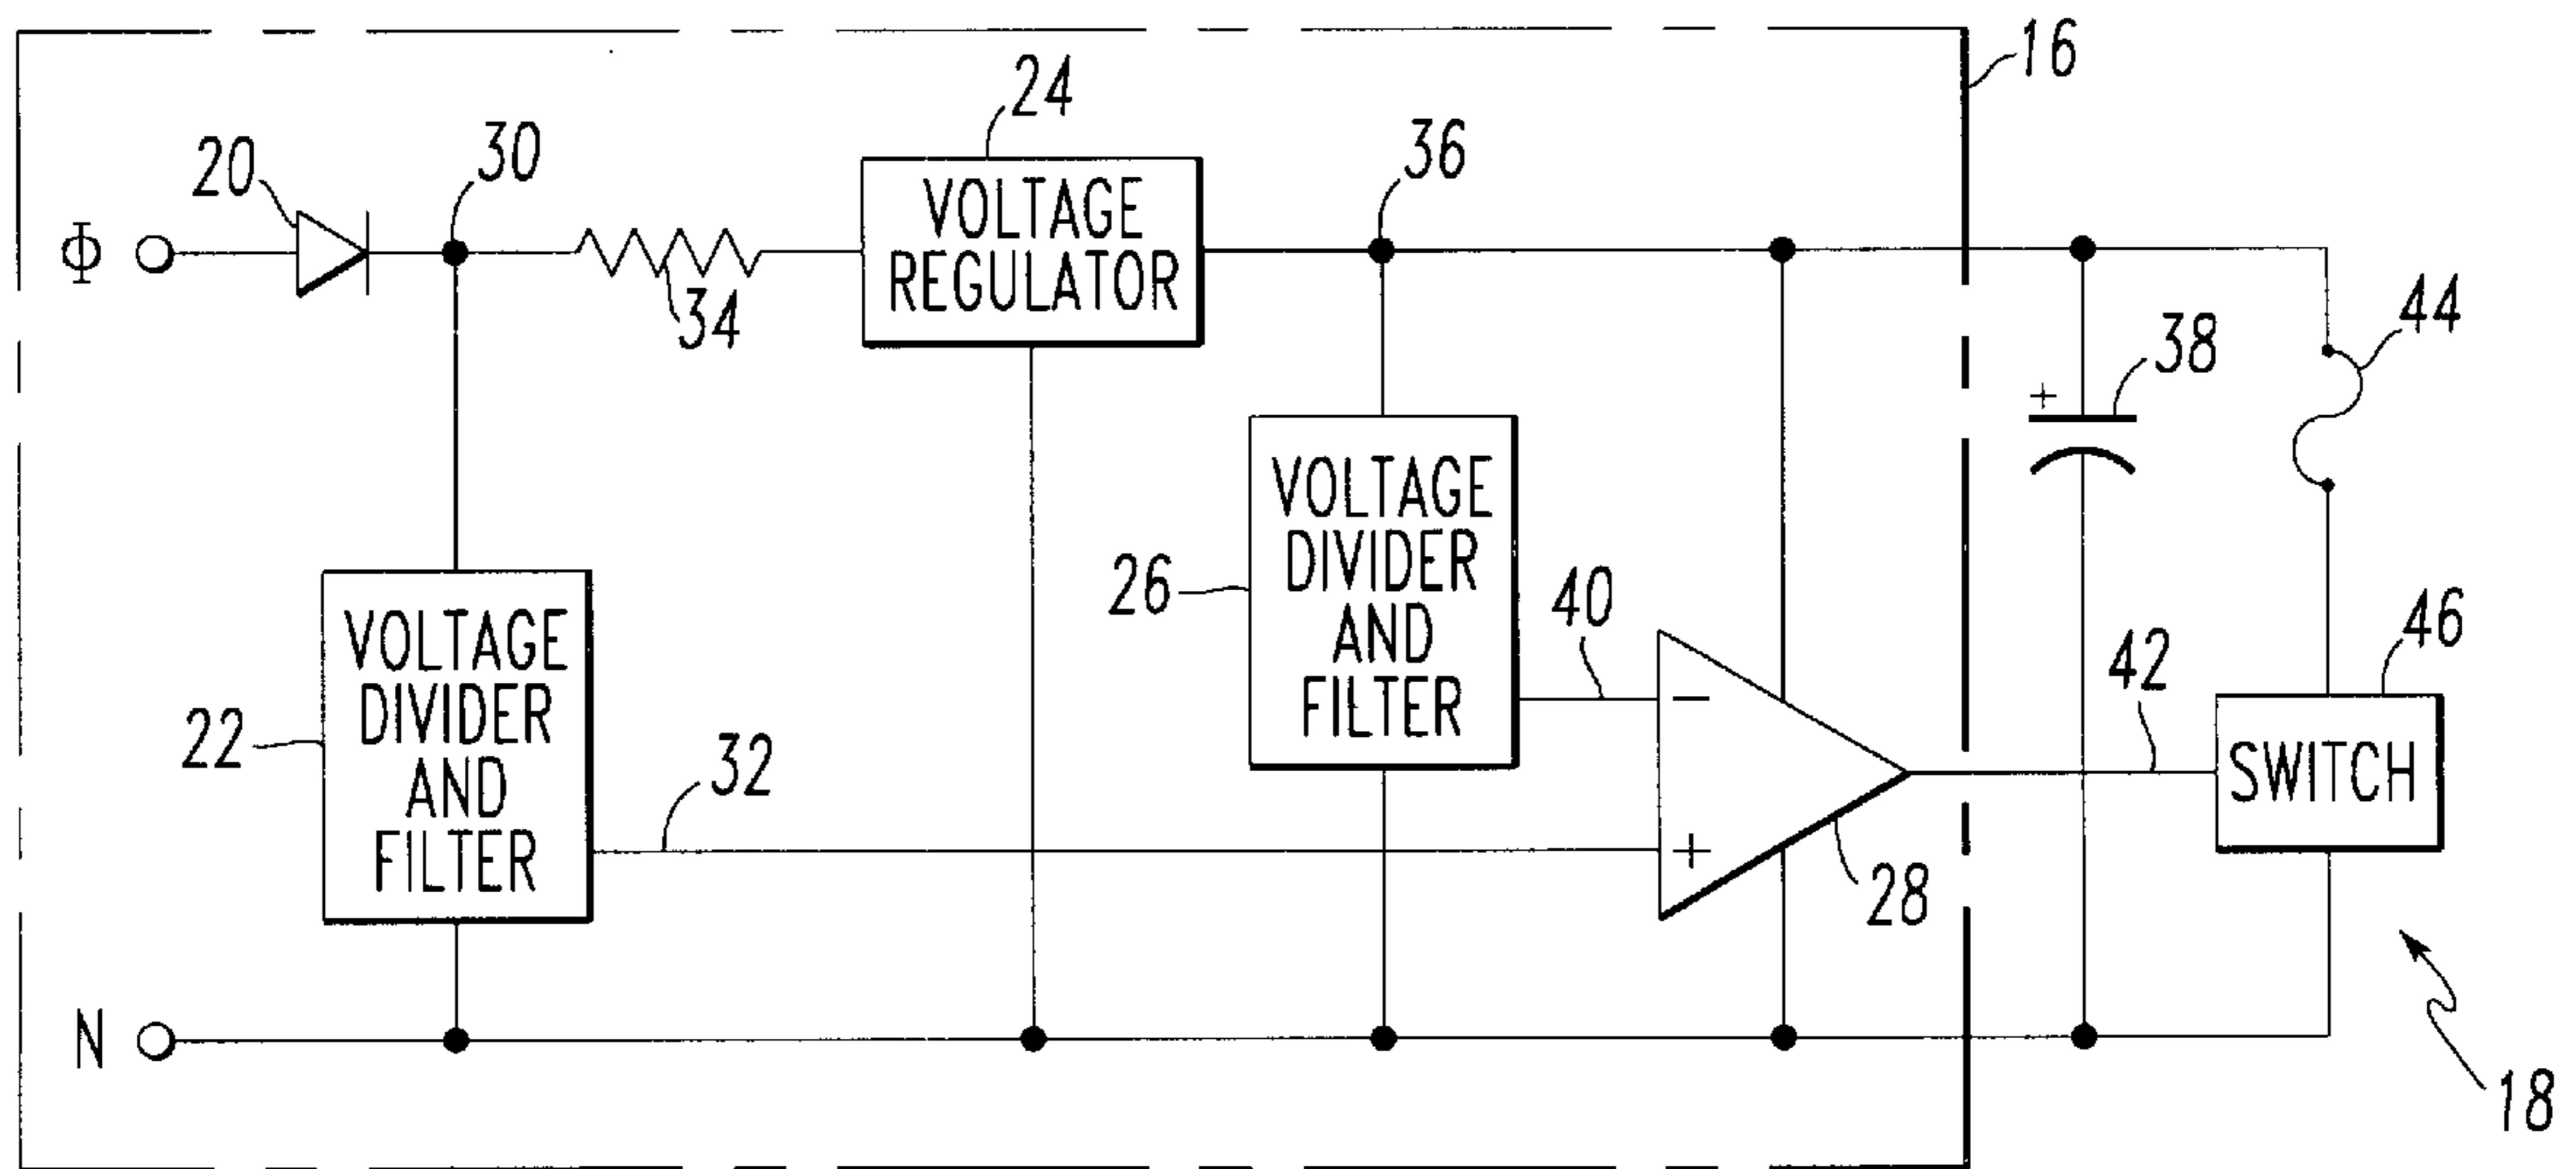 16
24
30
36
20
Φ
VOLTAGE
REGULATOR
34
44
38
+
VOLTAGE
DIVIDER
AND
FILTER
26
40
46
42
VOLTAGE
DIVIDER
AND
FILTER
22
32
−
+
SWITCH
28
N
18